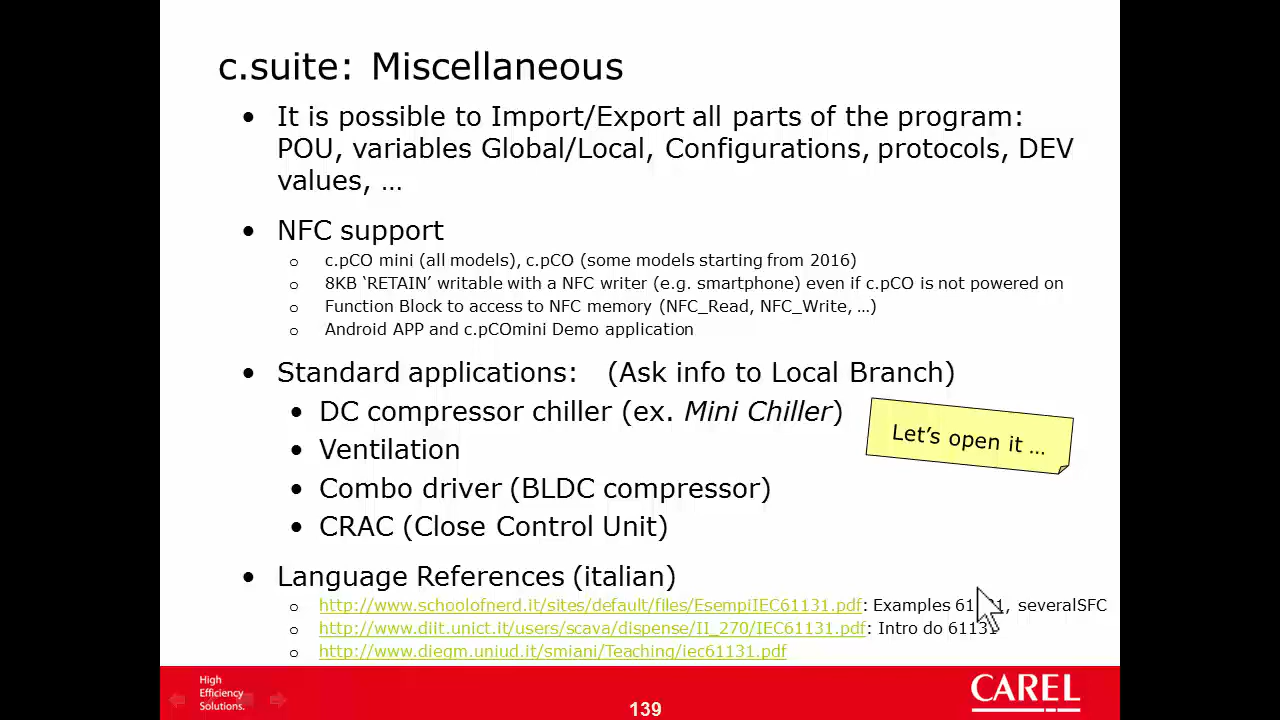 c.suite: Miscellaneous
• It is possible to Import/Export all parts of the program:
POU, variables Global/Local, Configurations, protocols, DEV
values, …
• NFC support
o c.pCO mini (all models), c.pCO (some models starting from 2016)
o 8KB ‘RETAIN’ writable with a NFC writer (e.g. smartphone) even if c.pCO is not powered on
o Function Block to access to NFC memory (NFC_Read, NFC_Write, …)
o Android APP and c.pCOmini Demo application
• Standard applications: (Ask info to Local Branch)
• DC compressor chiller (ex. Mini Chiller)
Let’s open it …
• Ventilation
• Combo driver (BLDC compressor)
• CRAC (Close Control Unit)
• Language References (italian)
o http://www.schoolofnerd.it/sites/default/files/EsempiIEC61131.pdf: Examples 61131, severalSFC
o http://www.diit.unict.it/users/scava/dispense/II_270/IEC61131.pdf: Intro do 61131
o http://www.diegm.uniud.it/smiani/Teaching/iec61131.pdf
High
Efficiency
Solutions.
139
CAREL